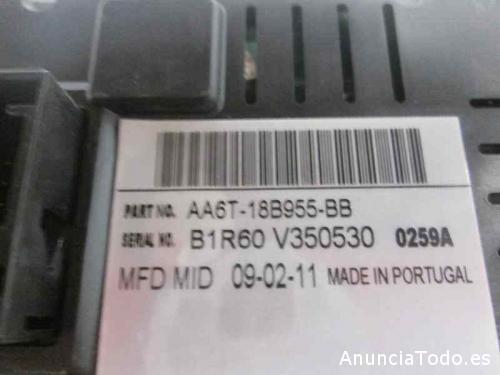 PART NO. AA6T-18B955-BB
SERIAL NO. B1R60 V350530 0259A
MFD MID 09-02-11 MADE IN PORTUGAL
AnunciaTodo.es